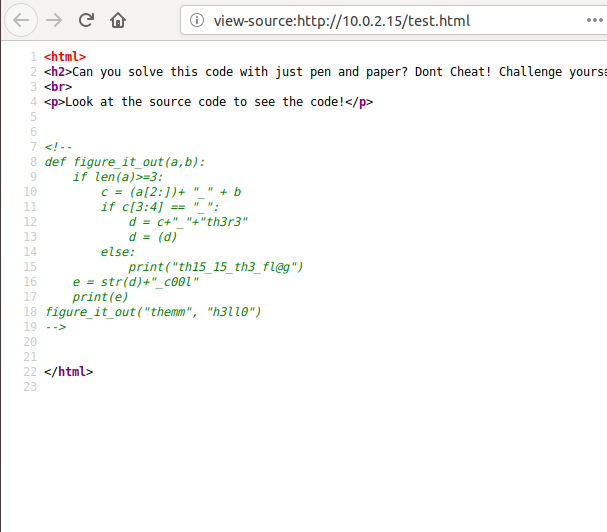 view-source:http://10.0.2.15/test.html
1 <html>
2 <h2>Can you solve this code with just pen and paper? Dont Cheat! Challenge
3 <br>
4 <p>Look at the source code to see the code!</p>
5
6
7 <!--
8 def figure_it_out(a,b):
9     if len(a)>=3:
10         c = (a[2:])+ "_" + b
11         if c[3:4] == "_":
12             d = c+"_"+"th3r3"
13             d = (d)
14         else:
15             print("th15_15_th3_fl@g")
16     e = str(d)+"_c00l"
17     print(e)
18 figure_it_out("themm", "h3ll0")
19 -->
20
21
22 </html>
23